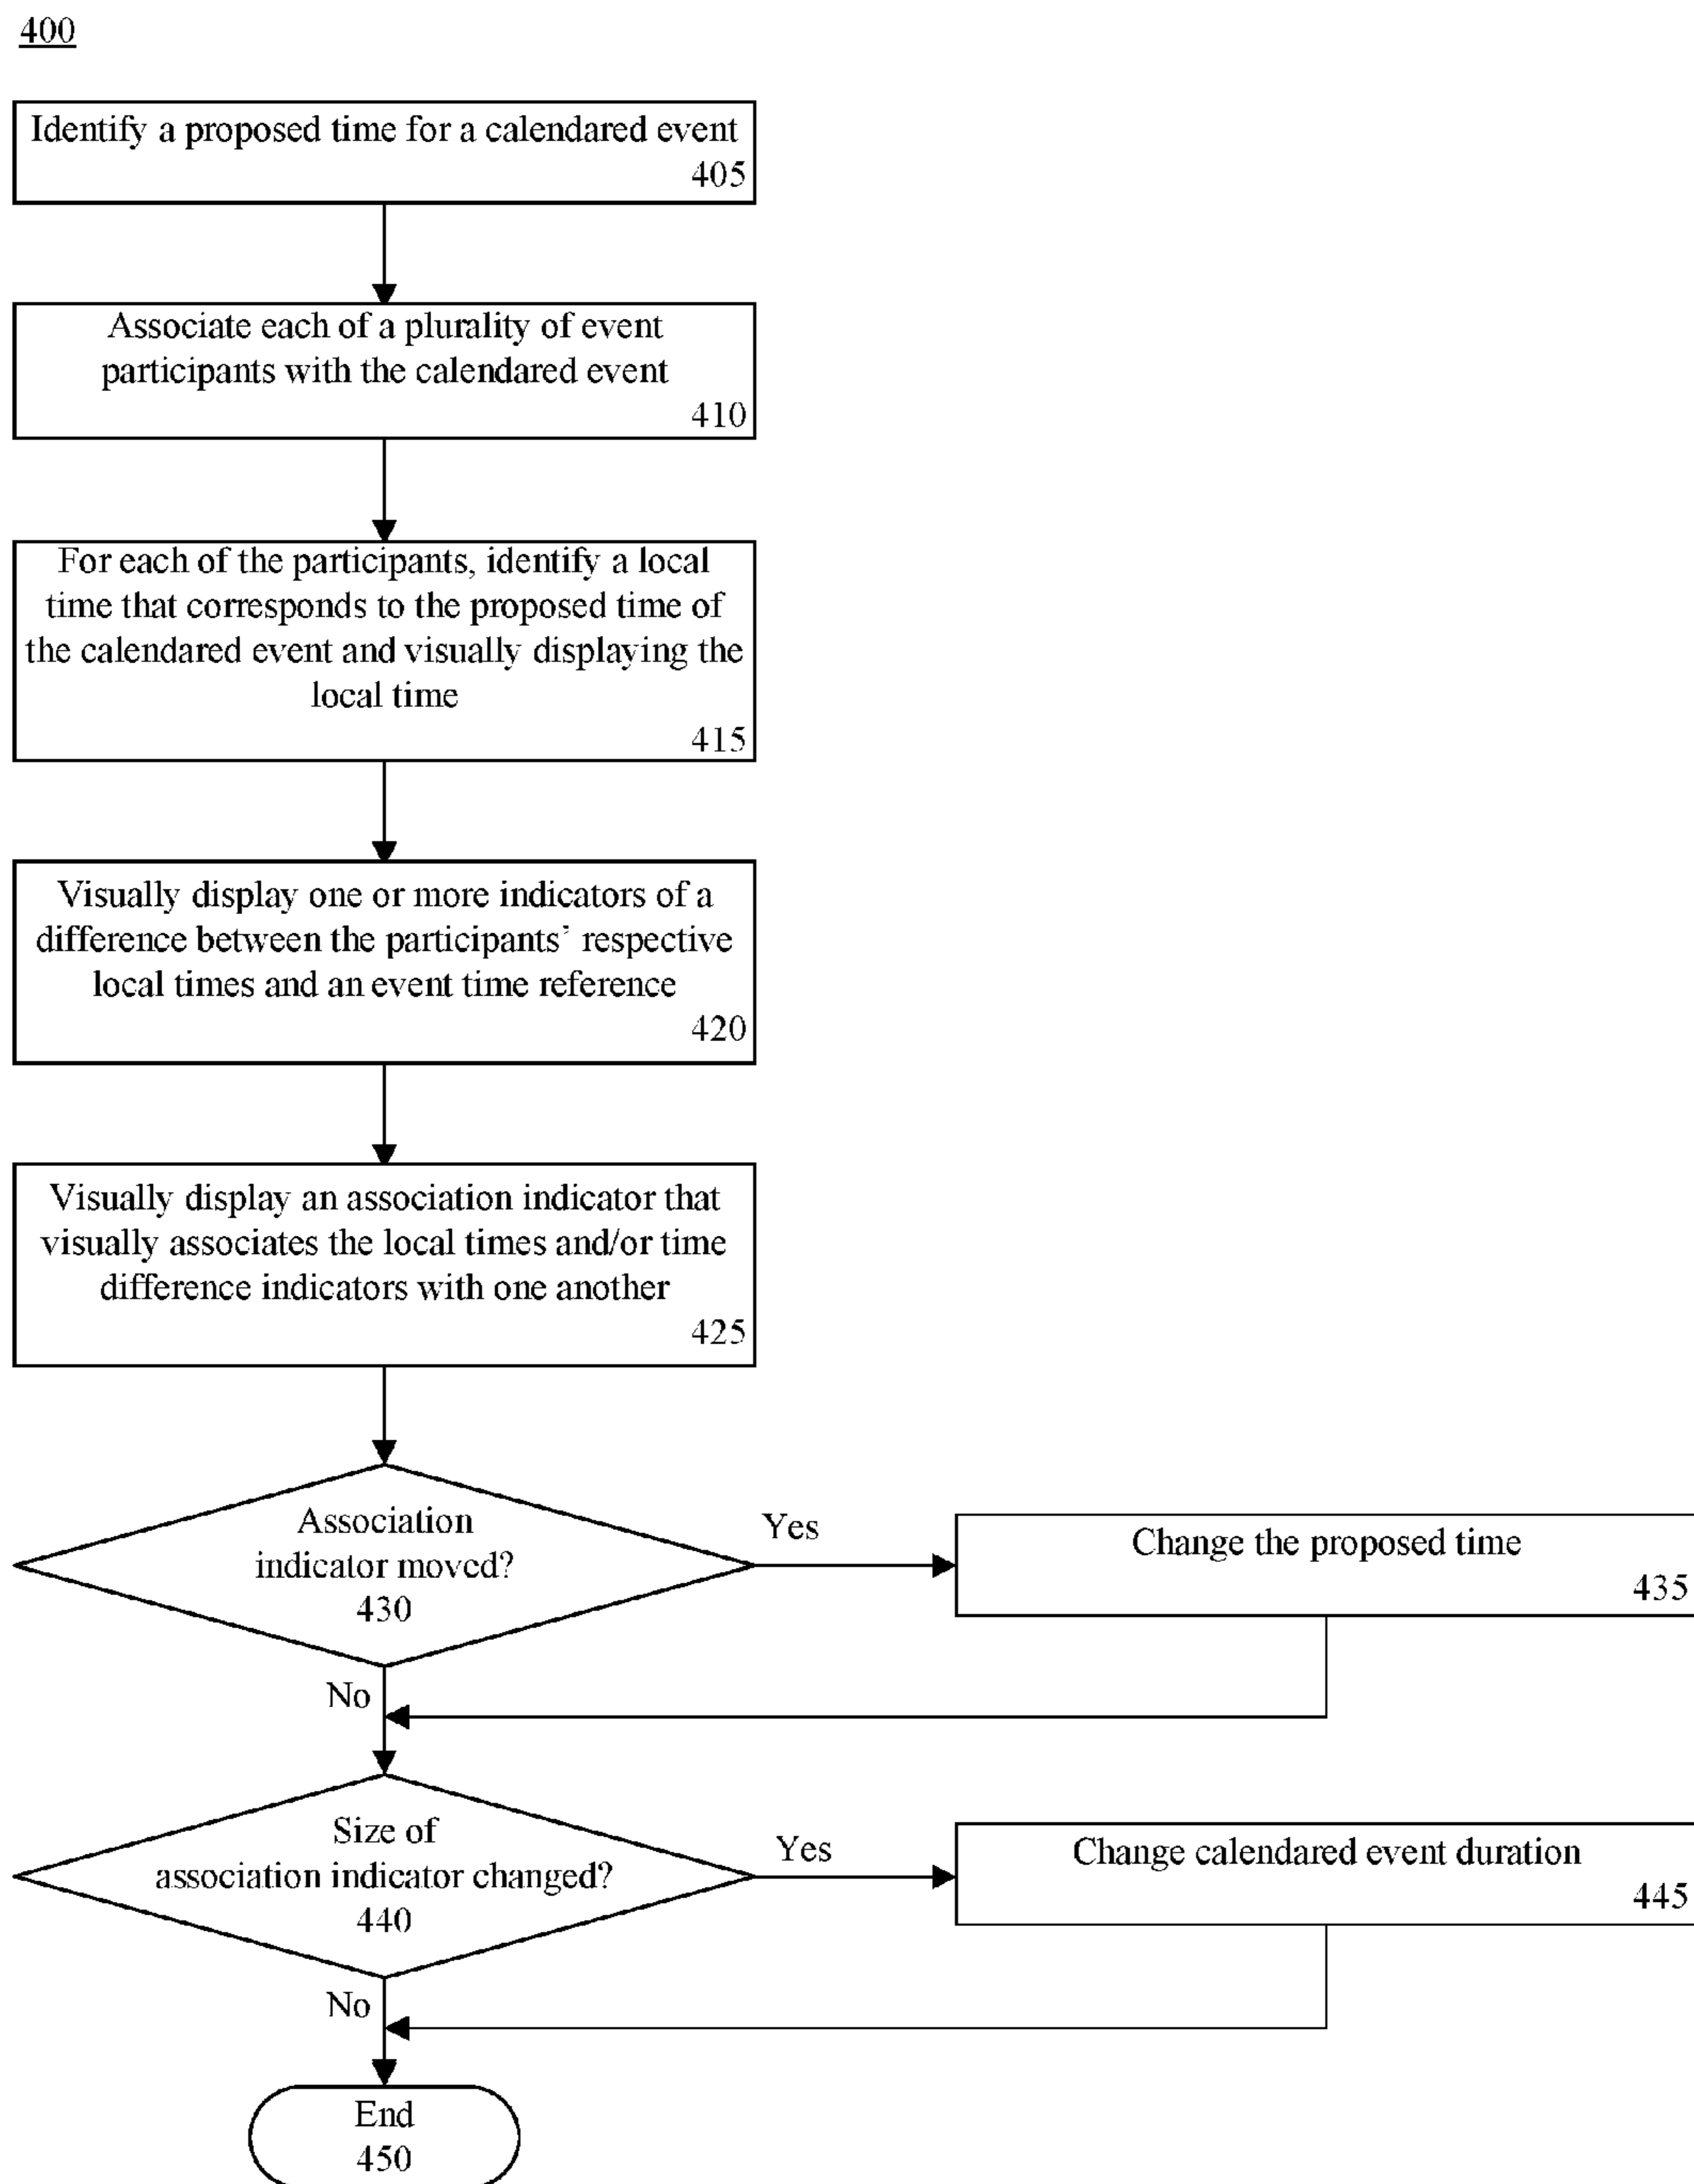 400
Identify a proposed time for a calendared event
405
Associate each of a plurality of event
participants with the calendared event
410
For each of the participants, identify a local
time that corresponds to the proposed time of
the calendared event and visually displaying the
local time
415
Visually display one or more indicators of a
difference between the participants' respective
local times and an event time reference
420
Visually display an association indicator that
visually associates the local times and/or time
difference indicators with one another
425
Association
indicator moved?
430
Yes
Change the proposed time
435
No
Size of
association indicator changed?
440
Yes
Change calendared event duration
445
No
End
450